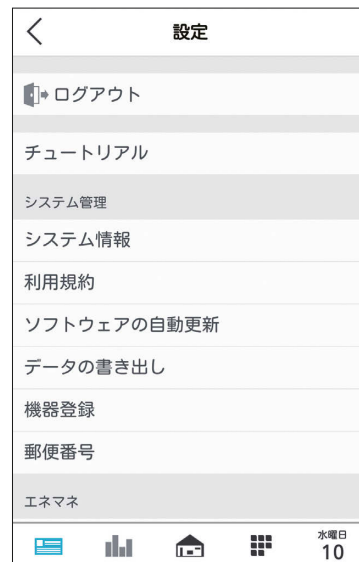 設定
ログアウト
チュートリアル
システム管理
システム情報
利用規約
ソフトウェアの自動更新
データの書き出し
機器登録
郵便番号
エネマネ
水曜日
10